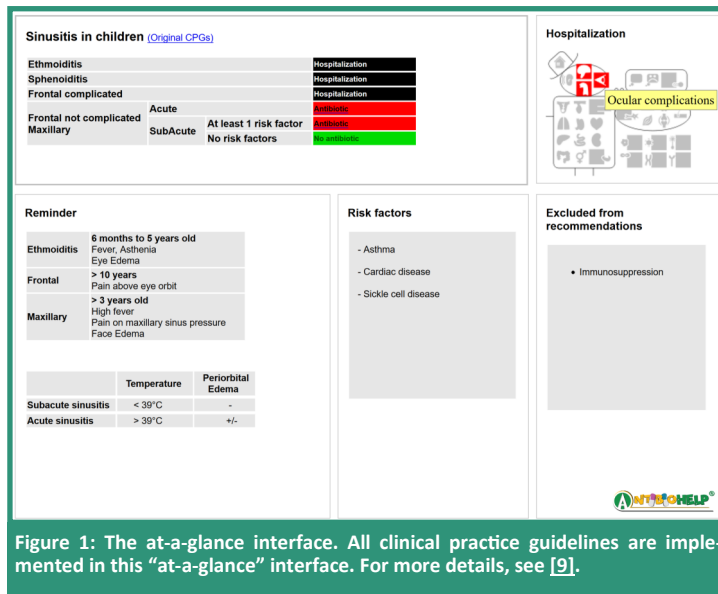 Sinusitis in children (Original CPGs)
Ethmoiditis Hospitalization
Sphenoiditis Hospitalization
Frontal complicated Hospitalization
Frontal not complicated
Maxillary
Acute Antibiotic
SubAcute
At least 1 risk factor Antibiotic
No risk factors No antibiotic
Hospitalization
Ocular complications
Reminder
Ethmoiditis
6 months to 5 years old
Fever, Asthenia
Eye Edema
Frontal
> 10 years
Pain above eye orbit
Maxillary
> 3 years old
High fever
Pain on maxillary sinus pressure
Face Edema
Temperature Periorbital
Edema
Subacute sinusitis < 39°C -
Acute sinusitis > 39°C +/-
Risk factors
- Asthma
- Cardiac disease
- Sickle cell disease
Excluded from
recommendations
• Immunosuppression
ANTIBIOHELP®
Figure 1: The at-a-glance interface. All clinical practice guidelines are imple-
mented in this “at-a-glance” interface. For more details, see [9].